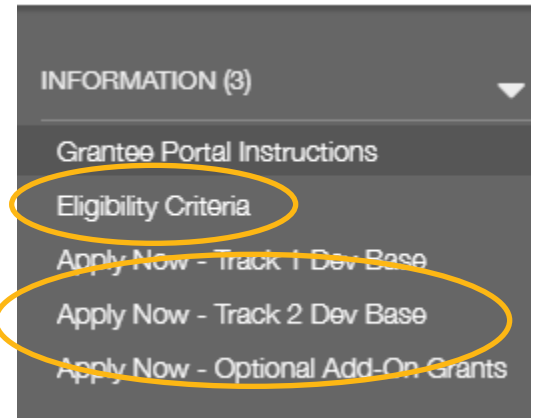 INFORMATION (3)
Grantee Portal Instructions
Eligibility Criteria
Apply Now - Track 1 Dev Base
Apply Now - Track 2 Dev Base
Apply Now - Optional Add-On Grants